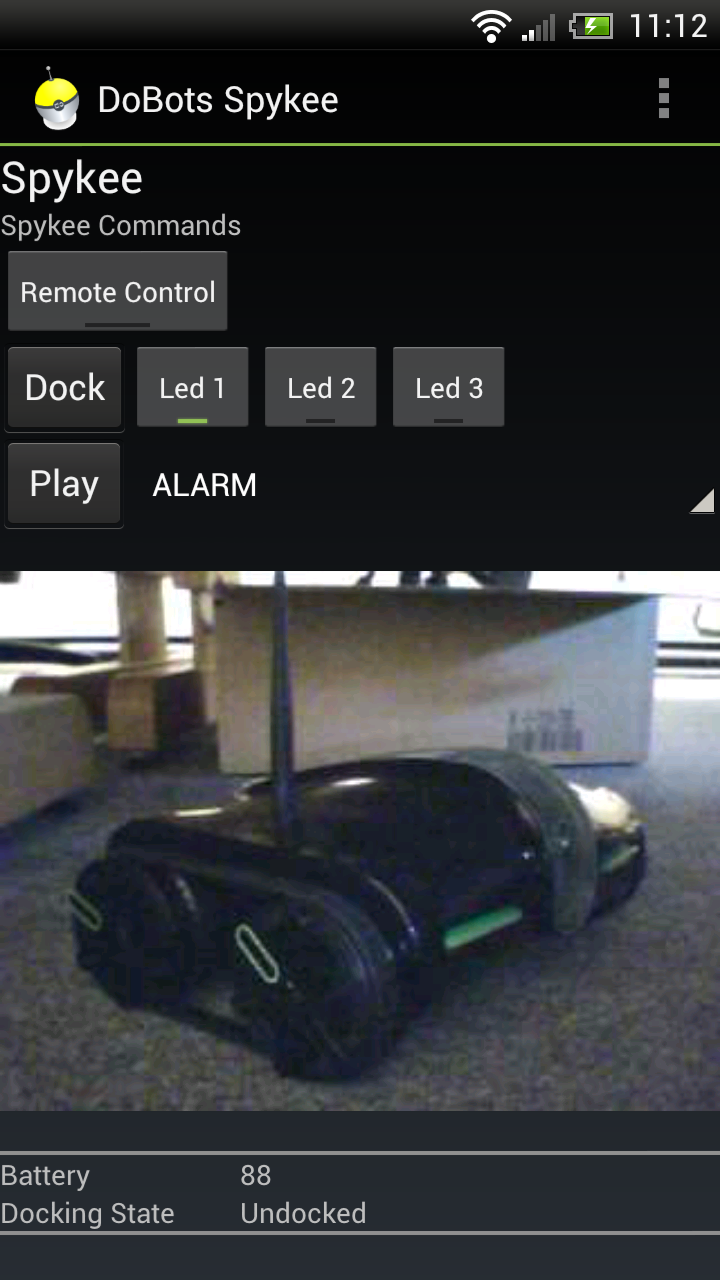 11:12
DoBots Spykee
Spykee
Spykee Commands
Remote Control
Dock Led 1 Led 2 Led 3
Play ALARM
Battery 88
Docking State Undocked